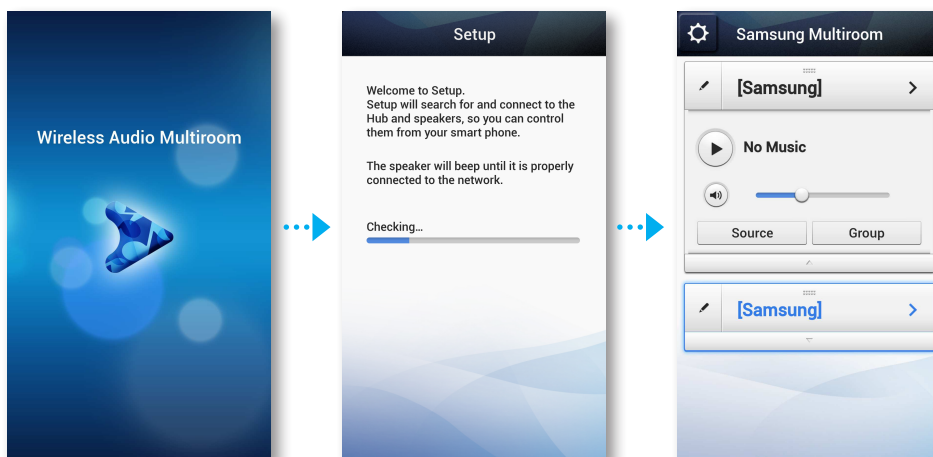 Wireless Audio Multiroom
Setup
Welcome to Setup.
Setup will search for and connect to the
Hub and speakers, so you can control
them from your smart phone.
The speaker will beep until it is properly
connected to the network.
Checking...
Samsung Multiroom
[Samsung]
No Music
Source
Group
[Samsung]